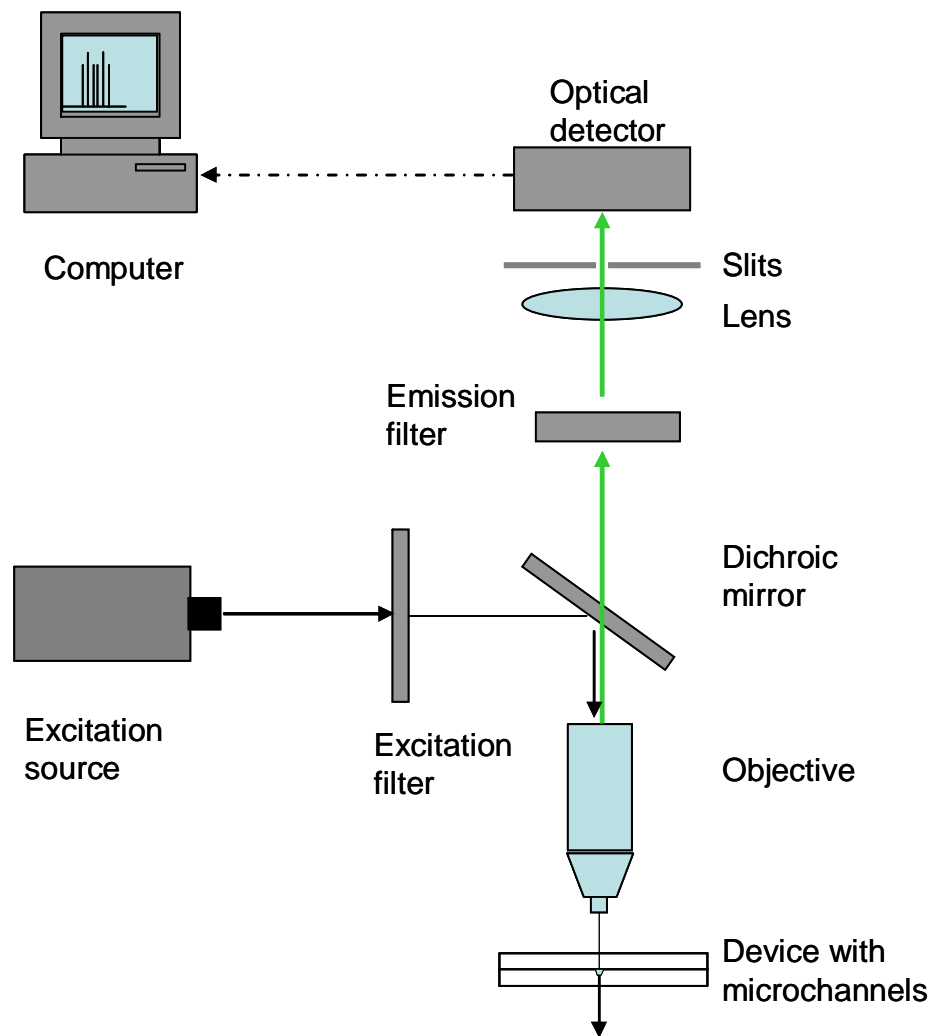 Optical
detector
Computer
Slits
Lens
Emission
filter
Dichroic
mirror
Excitation
source
Excitation
filter
Objective
Device with
microchannels